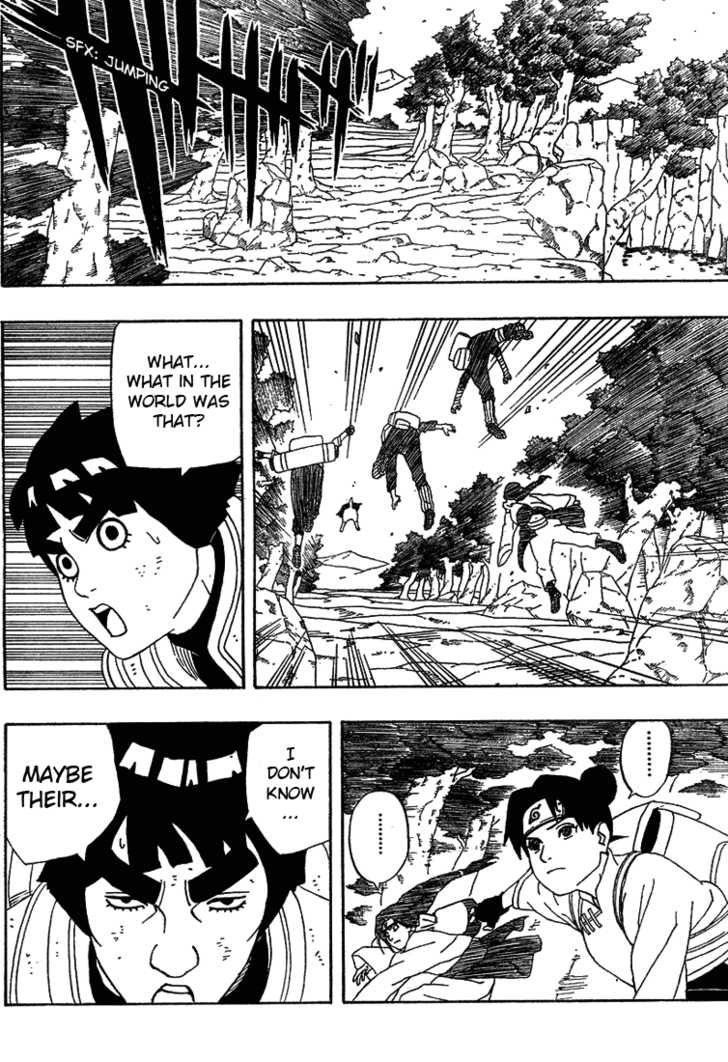 SFX: JUMPING
WHAT...
WHAT IN THE
WORLD WAS
THAT?
.........
.........
I
DON'T
KNOW
...
MAYBE
THEIR...